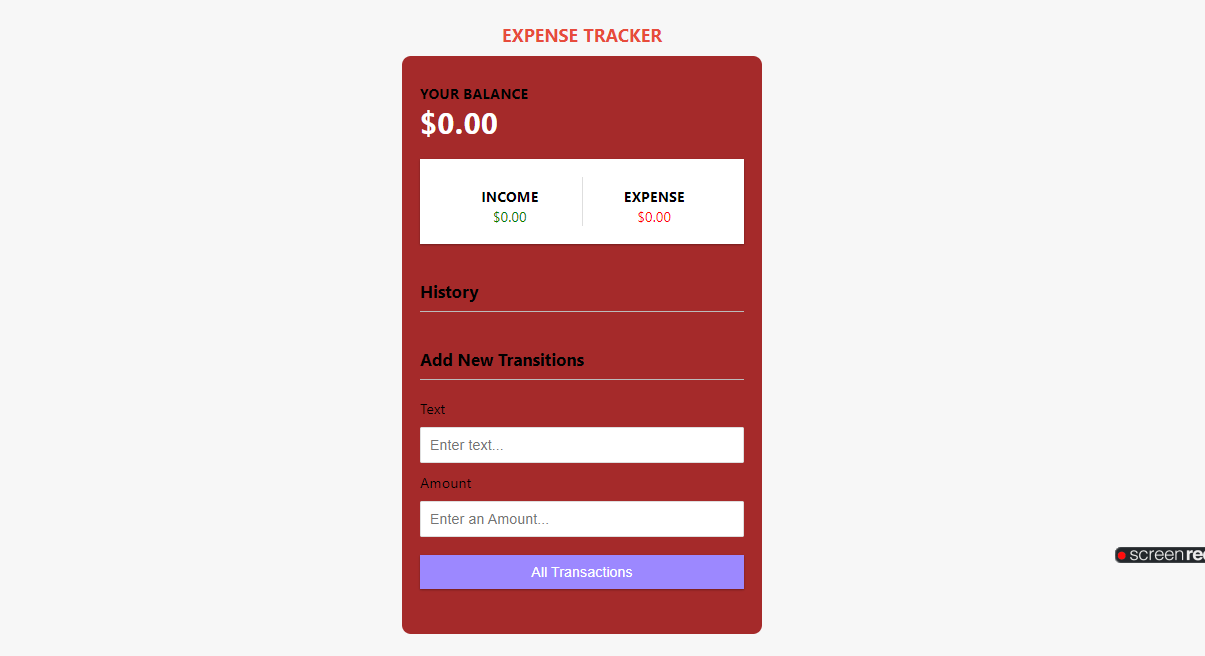 EXPENSE TRACKER
YOUR BALANCE
$0.00
INCOME
$0.00
EXPENSE
$0.00
History
Add New Transitions
Text
Enter text...
Amount
Enter an Amount...
All Transactions
screenrec